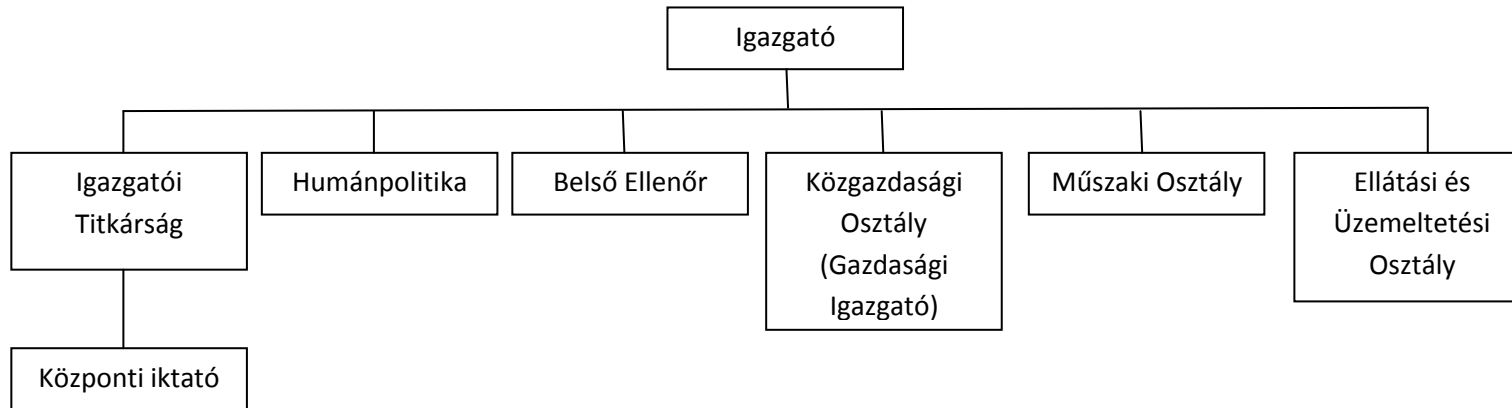 Igazgató
Igazgatói
Titkárság
Humánpolitika
Belső Ellenőr
Közgazdasági
Osztály
(Gazdasági
Igazgató)
Műszaki Osztály
Ellátási és
Üzemeltetési
Osztály
Központi iktató